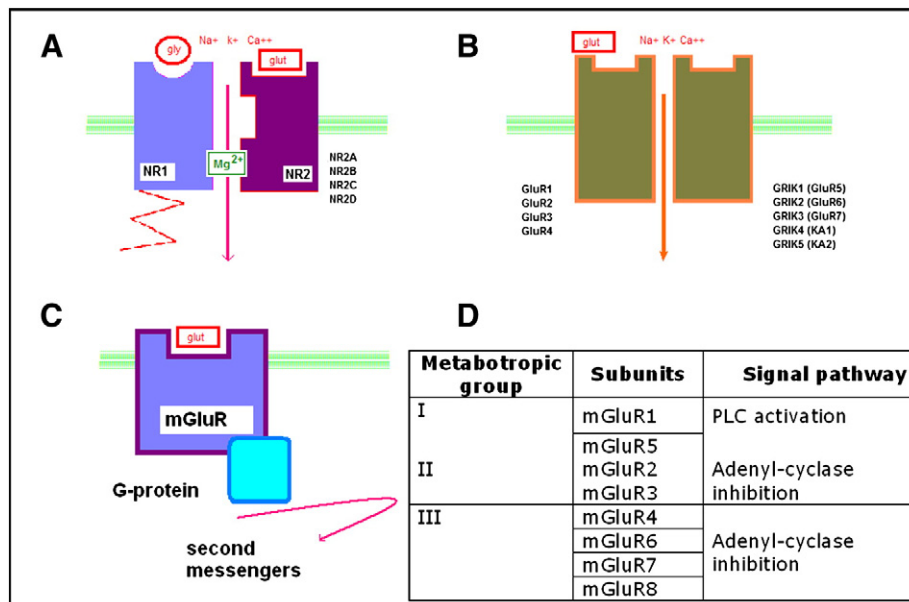 A
gly
Na+ k+ Ca++
glut
NR1
Mg2+
NR2
NR2A
NR2B
NR2C
NR2D
B
glut
Na+ K+ Ca++
GluR1
GluR2
GluR3
GluR4
GRIK1 (GluR5)
GRIK2 (GluR6)
GRIK3 (GluR7)
GRIK4 (KA1)
GRIK5 (KA2)
C
glut
mGluR
G-protein
second
messengers
D
Metabotropic
group
Subunits
Signal pathway
I
mGluR1
PLC activation
mGluR5
II
mGluR2
Adenyl-cyclase
mGluR3
inhibition
III
mGluR4
mGluR6
Adenyl-cyclase
mGluR7
inhibition
mGluR8